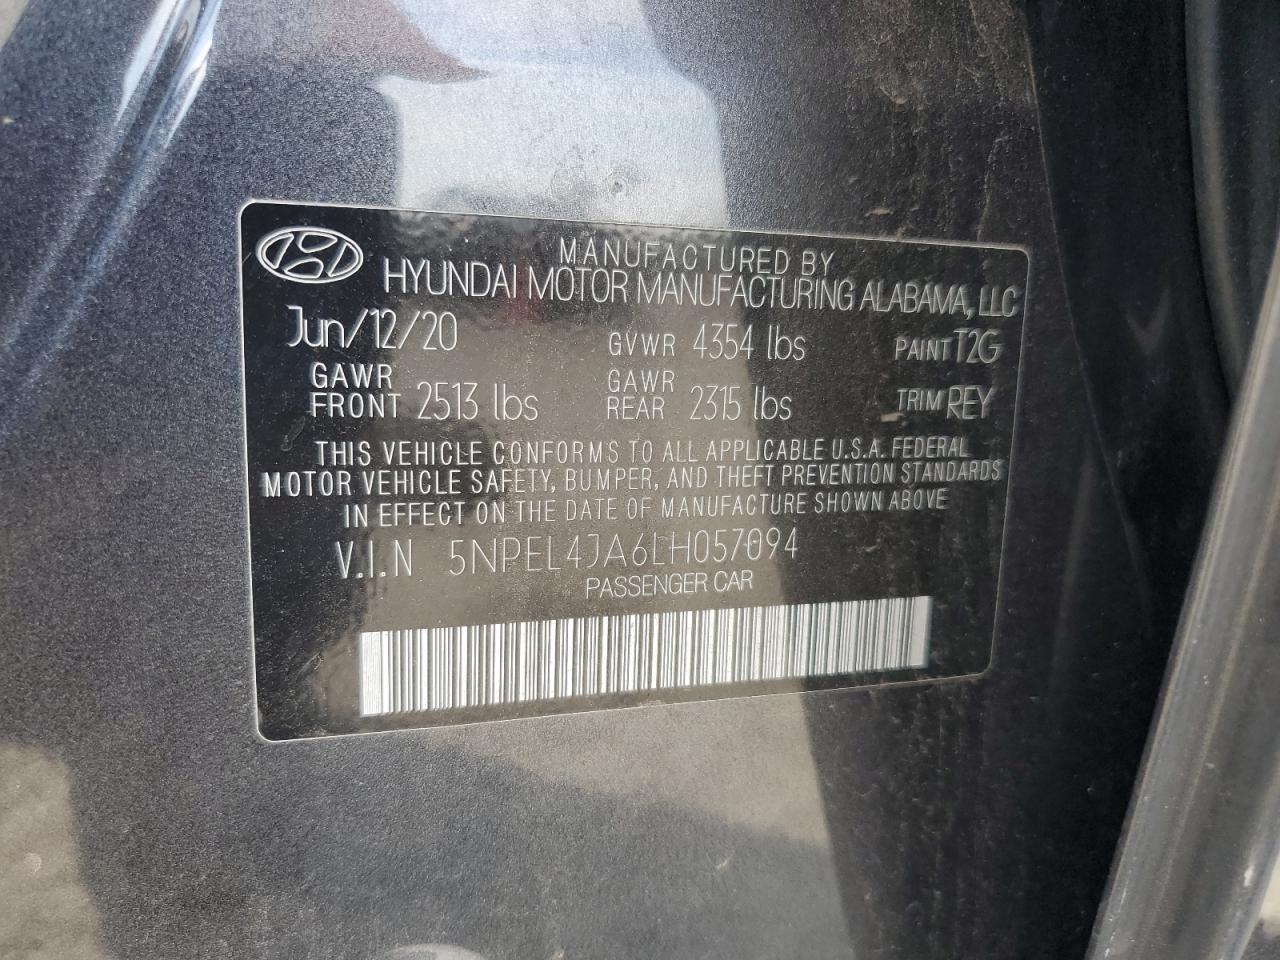 MANUFACTURED BY
HYUNDAI MOTOR MANUFACTURING ALABAMA, LLC
Jun/12/20 GVWR 4354 lbs PAINT T2G
GAWR FRONT 2513 lbs GAWR REAR 2315 lbs TRIM REY
THIS VEHICLE CONFORMS TO ALL APPLICABLE U.S.A. FEDERAL
MOTOR VEHICLE SAFETY, BUMPER, AND THEFT PREVENTION STANDARDS
IN EFFECT ON THE DATE OF MANUFACTURE SHOWN ABOVE
V.I.N 5NPEL4JA6LH057094
PASSENGER CAR